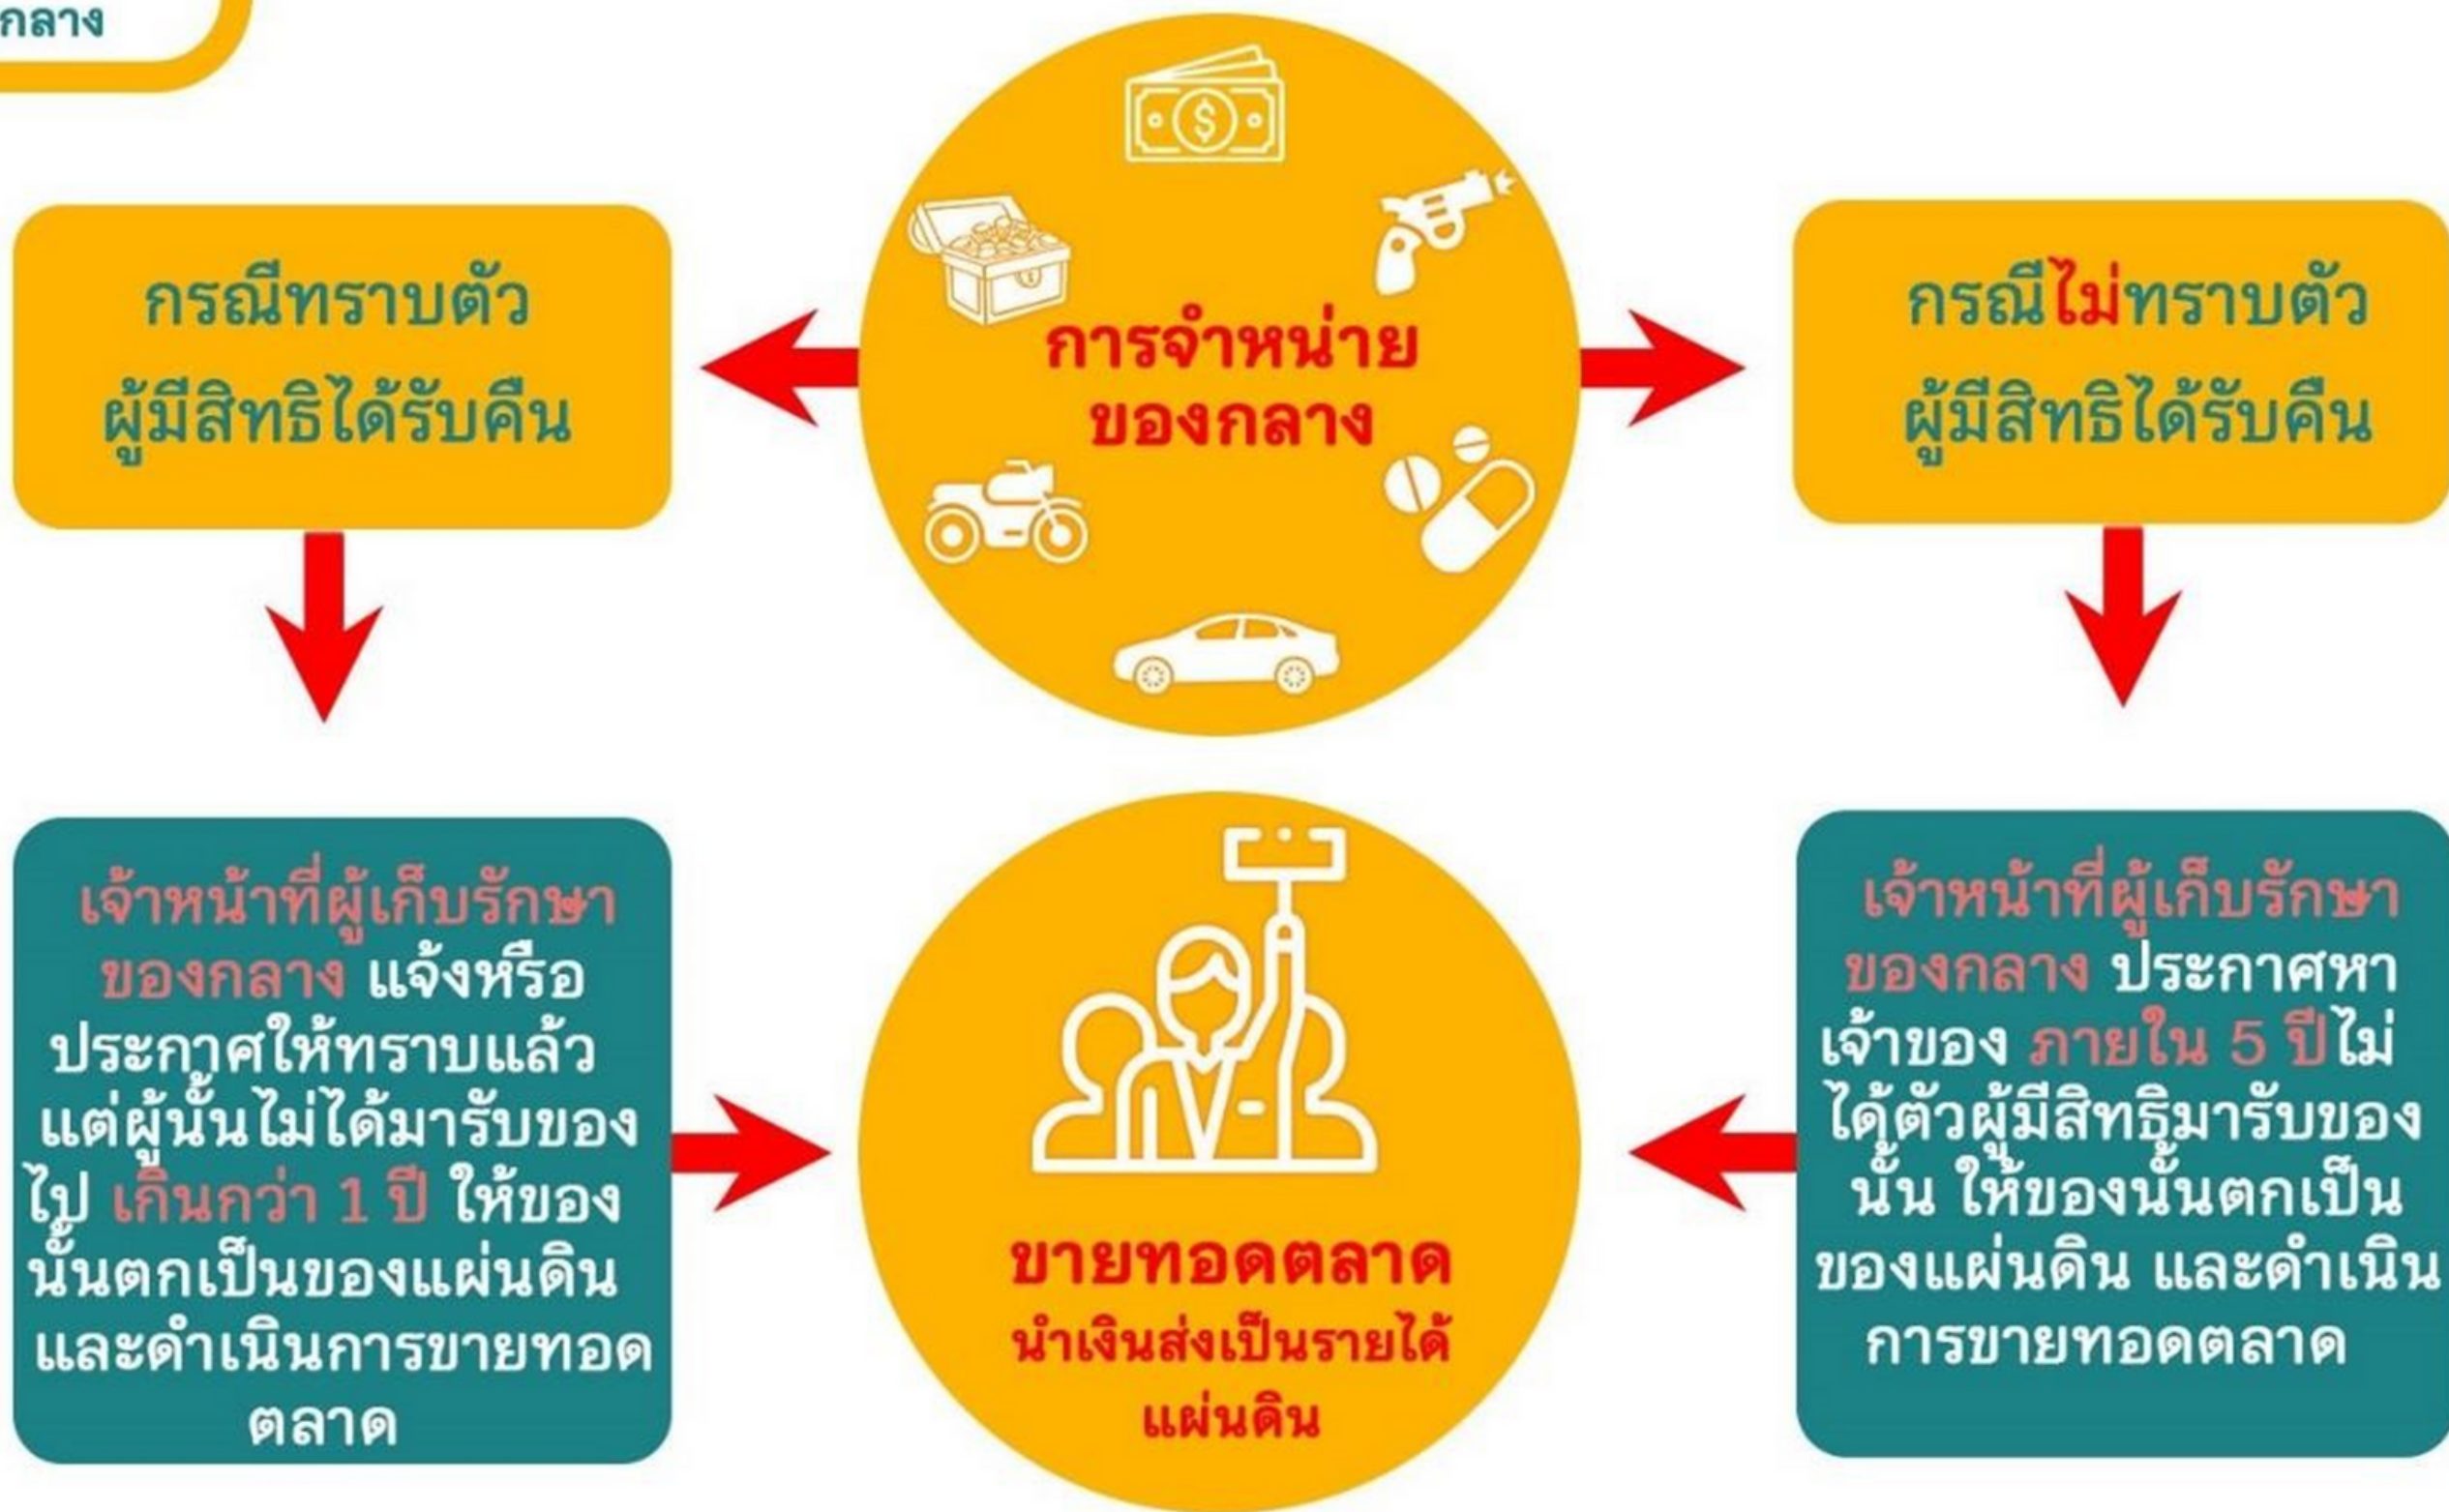 กลาง
การจำหน่าย
ของกลาง
กรณีทราบตัว
ผู้มีสิทธิได้รับคืน
กรณีไม่ทราบตัว
ผู้มีสิทธิได้รับคืน
เจ้าหน้าที่ผู้เก็บรักษา
ของกลาง แจ้งหรือ
ประกาศให้ทราบแล้ว
แต่ผู้นั้นไม่ได้มารับของ
ไป เกินกว่า 1 ปี ให้ของ
นั้นตกเป็นของแผ่นดิน
และดำเนินการขายทอด
ตลาด
เจ้าหน้าที่ผู้เก็บรักษา
ของกลาง ประกาศหา
เจ้าของ ภายใน 5 ปีไม่
ได้ตัวผู้มีสิทธิมารับของ
นั้น ให้ของนั้นตกเป็น
ของแผ่นดิน และดำเนิน
การขายทอดตลาด
ขายทอดตลาด
นำเงินส่งเป็นรายได้
แผ่นดิน